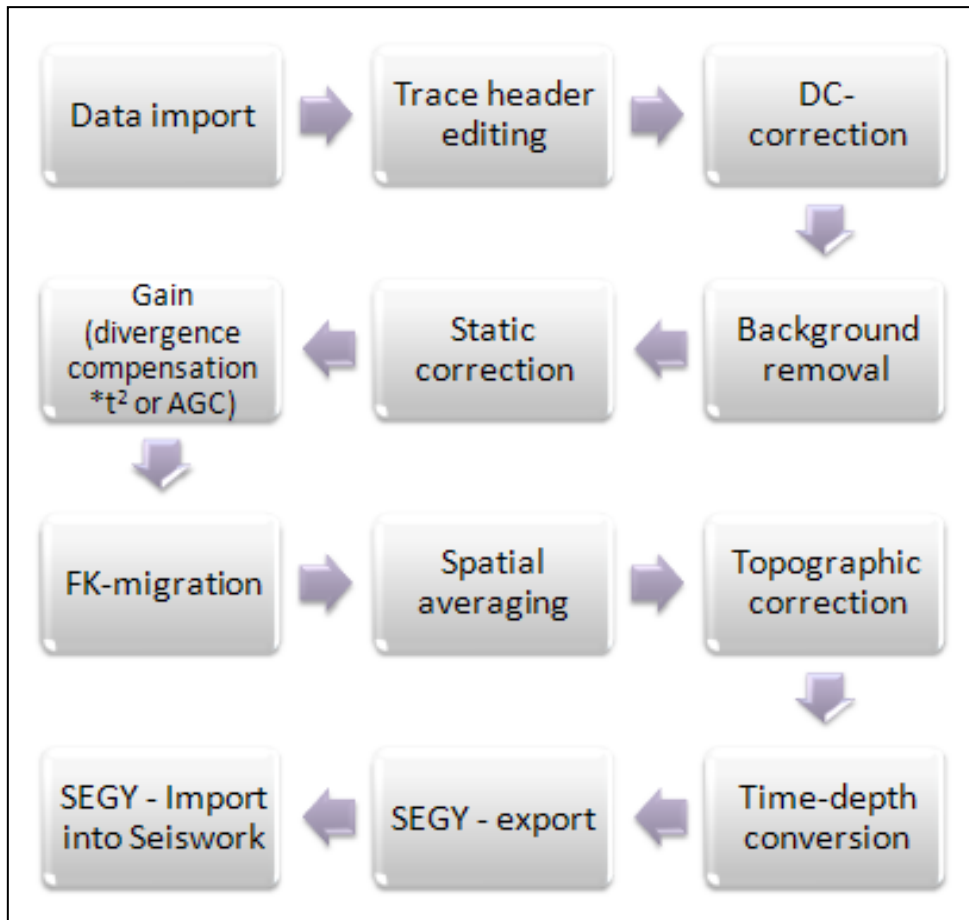 Data import
Trace header
editing
DC-
correction
Background
removal
Static
correction
Gain
(divergence
compensation
*t² or AGC)
FK-migration
Spatial
averaging
Topographic
correction
Time-depth
conversion
SEGY - export
SEGY - Import
into Seiswork